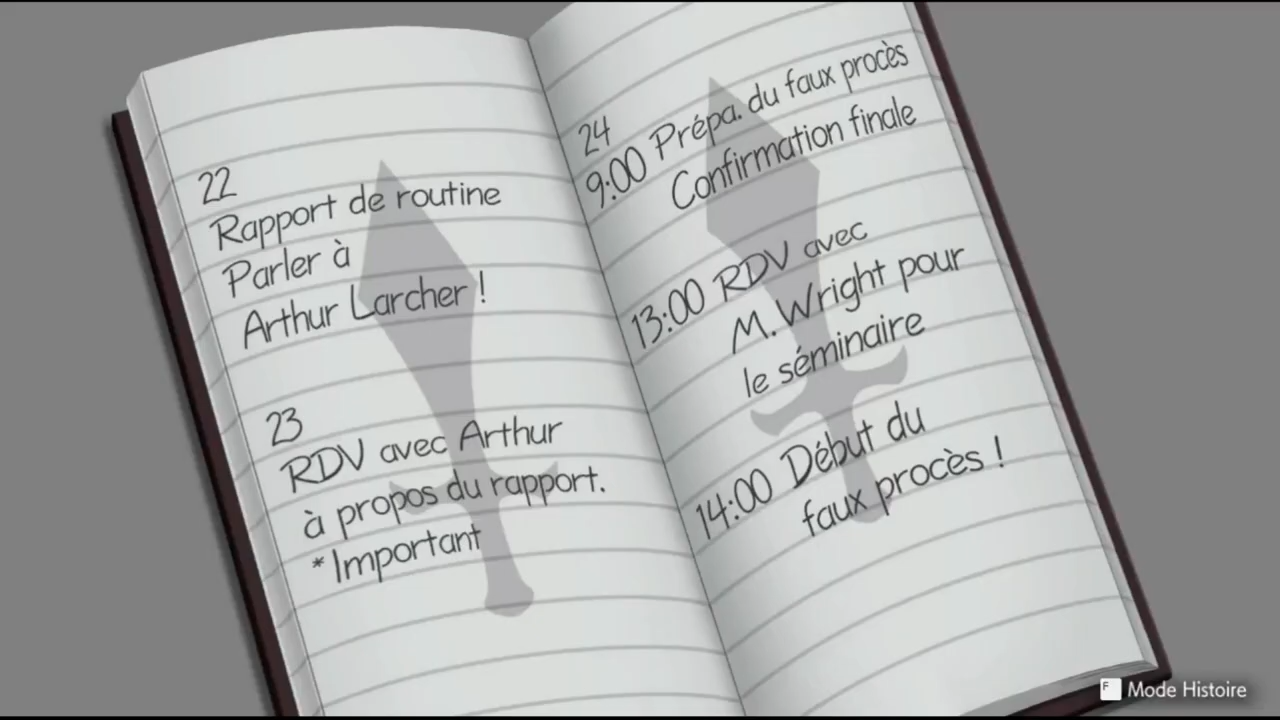 22
Rapport de routine
Parler à
Arthur Larcher !
23
RDV avec Arthur
à propos du rapport.
*Important
24
9:00 Prépa. du faux procès
Confirmation finale
13:00 RDV avec
M. Wright pour
le séminaire
14:00 Début du
faux procès !
F Mode Histoire